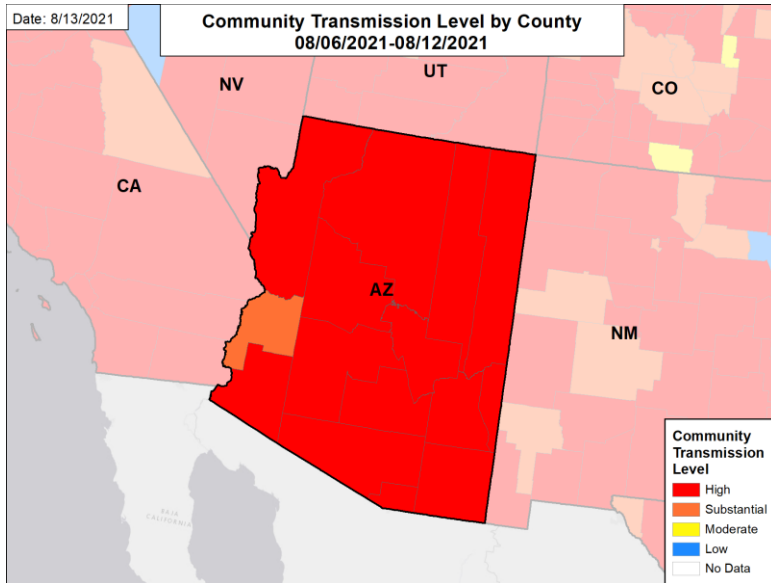 Date: 8/13/2021
Community Transmission Level by County
08/06/2021-08/12/2021
UT
NV
CO
CA
AZ
NM
BAJA
CALIFORNIA
Community
Transmission
Level
High
Substantial
Moderate
Low
No Data